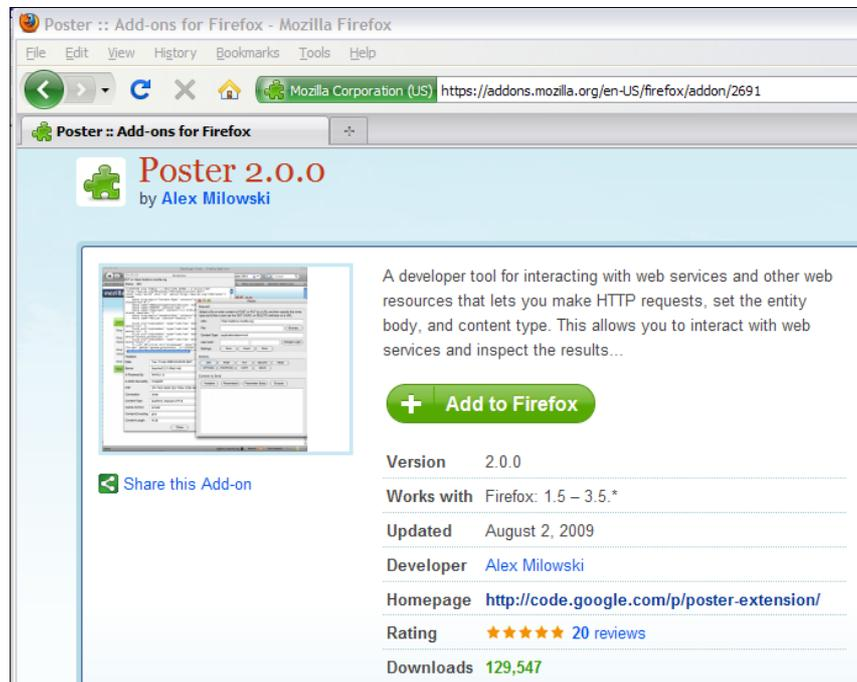 Poster :: Add-ons for Firefox - Mozilla Firefox
File Edit View History Bookmarks Tools Help
Mozilla Corporation (US) https://addons.mozilla.org/en-US/firefox/addon/2691
Poster :: Add-ons for Firefox
Poster 2.0.0
by Alex Milowski
A developer tool for interacting with web services and other web
resources that lets you make HTTP requests, set the entity
body, and content type. This allows you to interact with web
services and inspect the results...
Add to Firefox
Share this Add-on
Version 2.0.0
Works with Firefox: 1.5 – 3.5.*
Updated August 2, 2009
Developer Alex Milowski
Homepage http://code.google.com/p/poster-extension/
Rating 20 reviews
Downloads 129,547